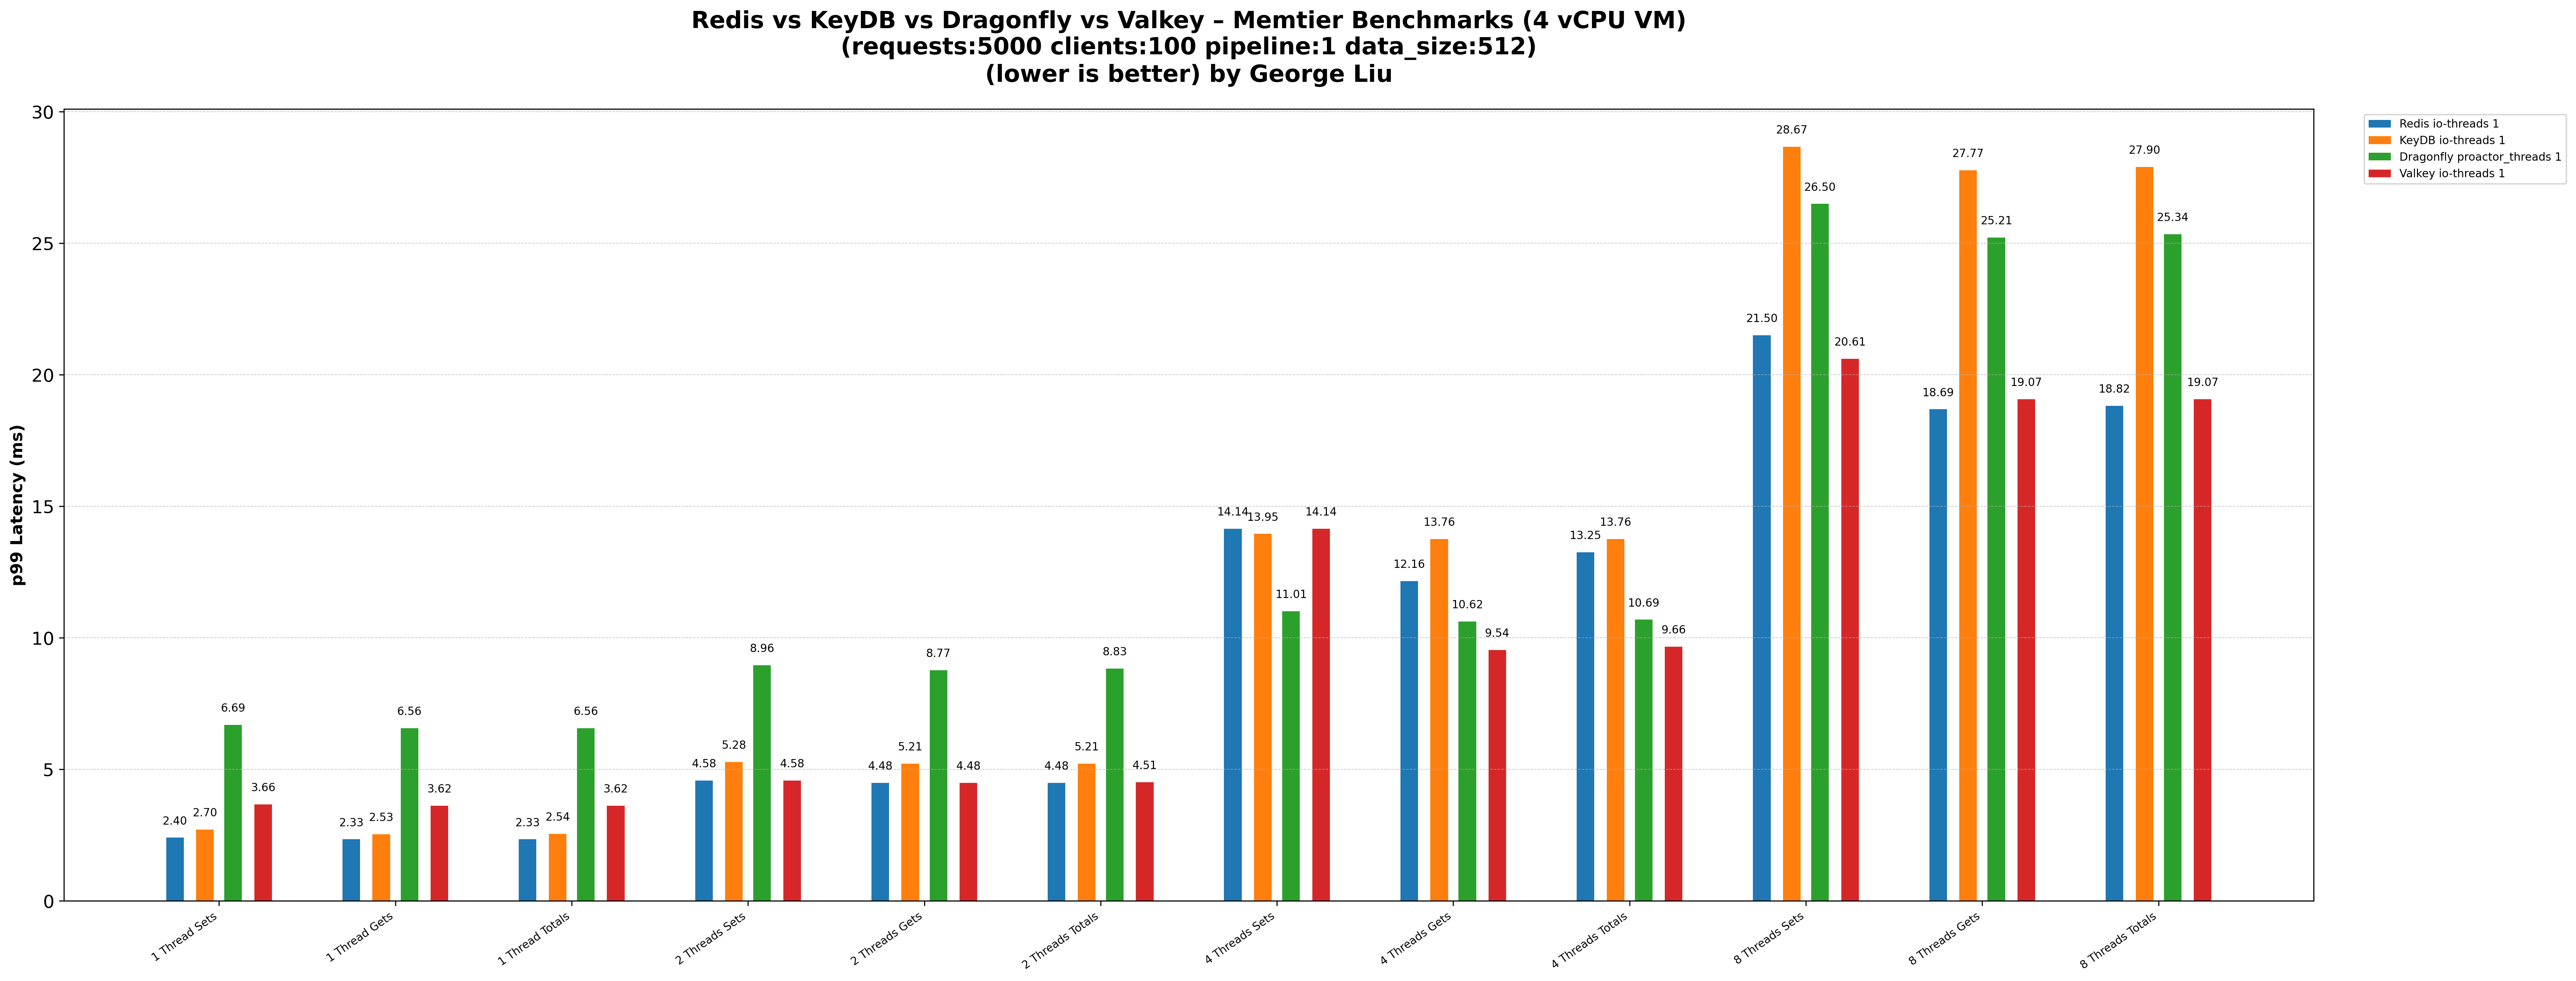 Redis vs KeyDB vs Dragonfly vs Valkey – Memtier Benchmarks (4 vCPU VM)
(requests:5000 clients:100 pipeline:1 data_size:512)
(lower is better) by George Liu
Redis io-threads 1
KeyDB io-threads 1
Dragonfly proactor_threads 1
Valkey io-threads 1
p99 Latency (ms)
30
25
20
15
10
5
0
2.40
2.70
6.69
3.66
2.33
2.53
6.56
3.62
2.33
2.54
6.56
3.62
4.58
5.28
8.96
4.58
4.48
5.21
8.77
4.48
4.48
5.21
8.83
4.51
14.14
13.95
11.01
14.14
12.16
13.76
10.62
9.54
13.25
13.76
10.69
9.66
21.50
28.67
26.50
20.61
18.69
27.77
25.21
19.07
18.82
27.90
25.34
19.07
1 Thread Sets
1 Thread Gets
1 Thread Totals
2 Threads Sets
2 Threads Gets
2 Threads Totals
4 Threads Sets
4 Threads Gets
4 Threads Totals
8 Threads Sets
8 Threads Gets
8 Threads Totals